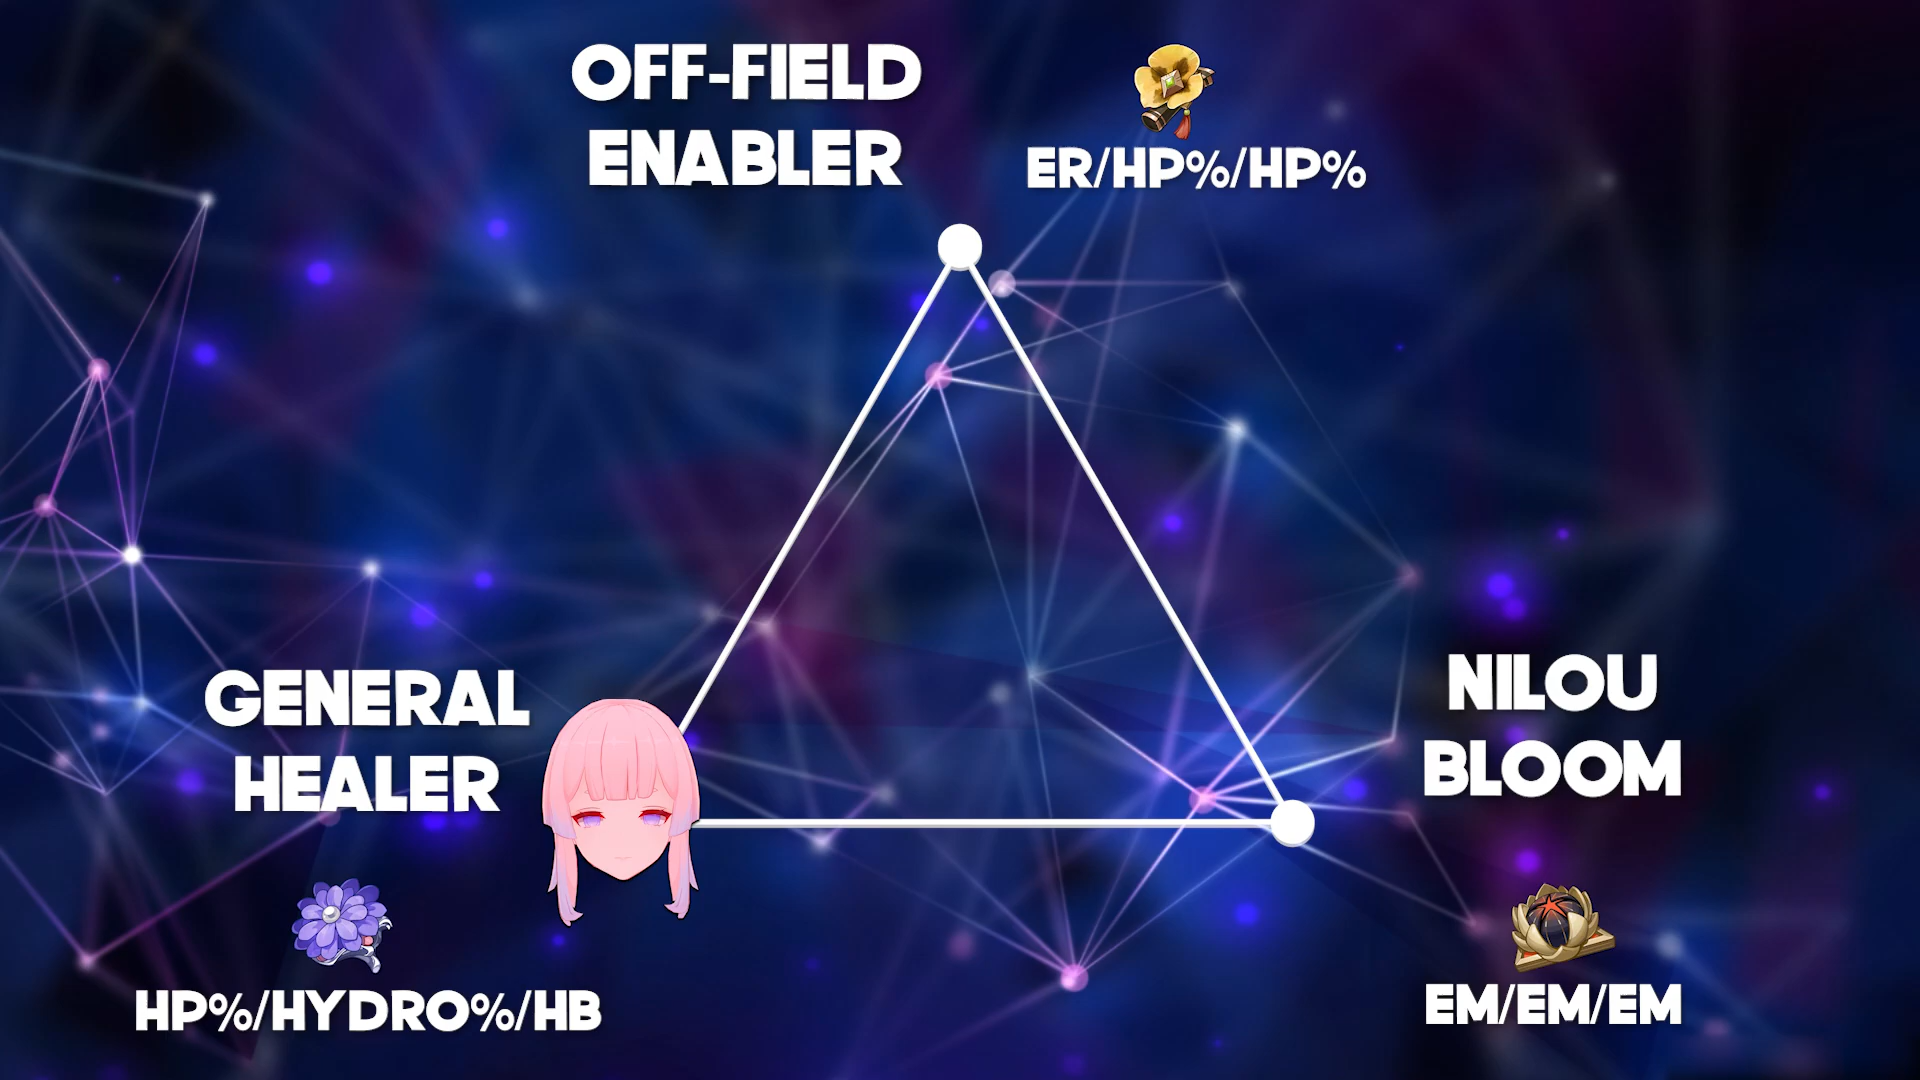 OFF-FIELD
ENABLER
ER/HP%/HP%
GENERAL
HEALER
HP%/HYDRO%/HB
NILOU
BLOOM
EM/EM/EM